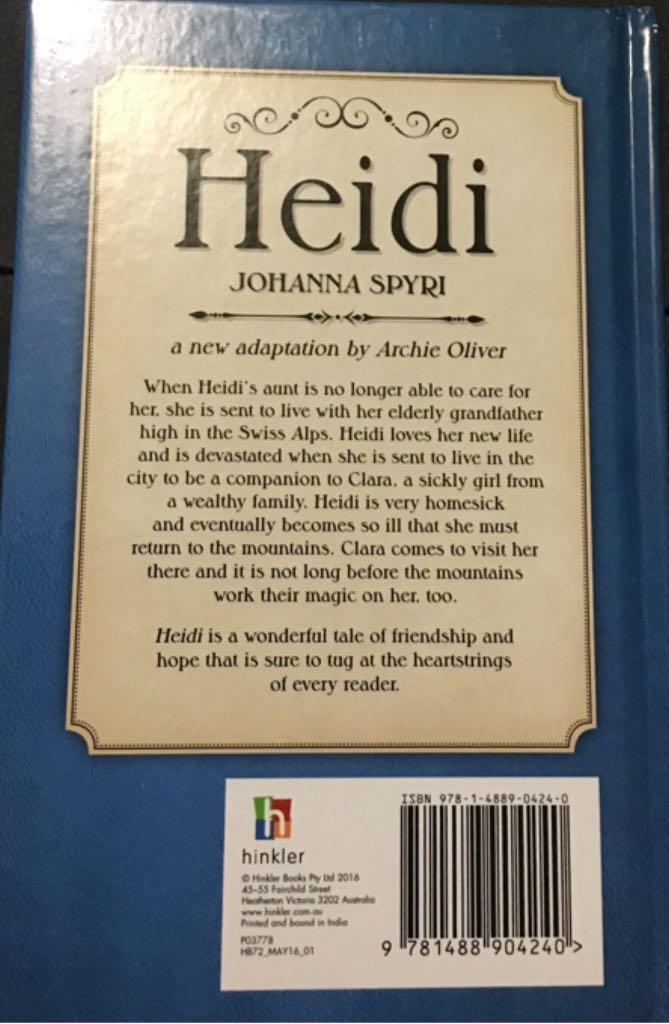 Heidi
JOHANNA SPYRI
a new adaptation by Archie Oliver
When Heidi's aunt is no longer able to care for
her, she is sent to live with her elderly grandfather
high in the Swiss Alps. Heidi loves her new life
and is devastated when she is sent to live in the
city to be a companion to Clara, a sickly girl from
a wealthy family. Heidi is very homesick
and eventually becomes so ill that she must
return to the mountains. Clara comes to visit her
there and it is not long before the mountains
work their magic on her, too.
Heidi is a wonderful tale of friendship and
hope that is sure to tug at the heartstrings
of every reader.
h
hinkler
© Hinkler Books Pty Ltd 2016
45-55 Fairchild Street
Heatherton Victoria 3202 Australia
www.hinkler.com.au
Printed and bound in India
P03778
HB72_MAY16_01
ISBN 978-1-4889-0424-0
9 781488 904240 >